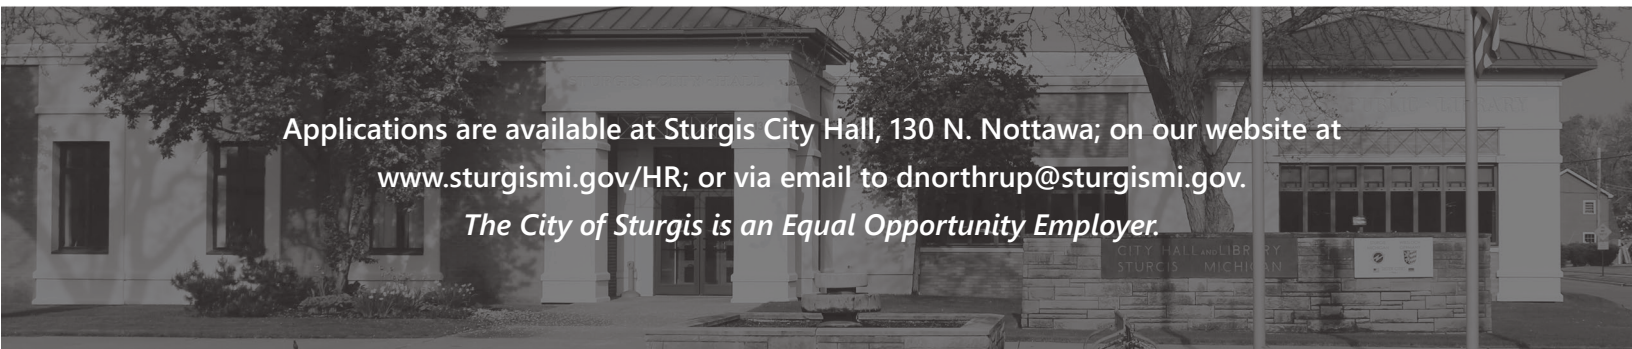 Applications are available at Sturgis City Hall, 130 N. Nottawa; on our website at
www.sturgismi.gov/HR; or via email to dnorthrup@sturgismi.gov.
The City of Sturgis is an Equal Opportunity Employer.
CITY HALL AND LIBRARY
STURGIS MICHIGAN